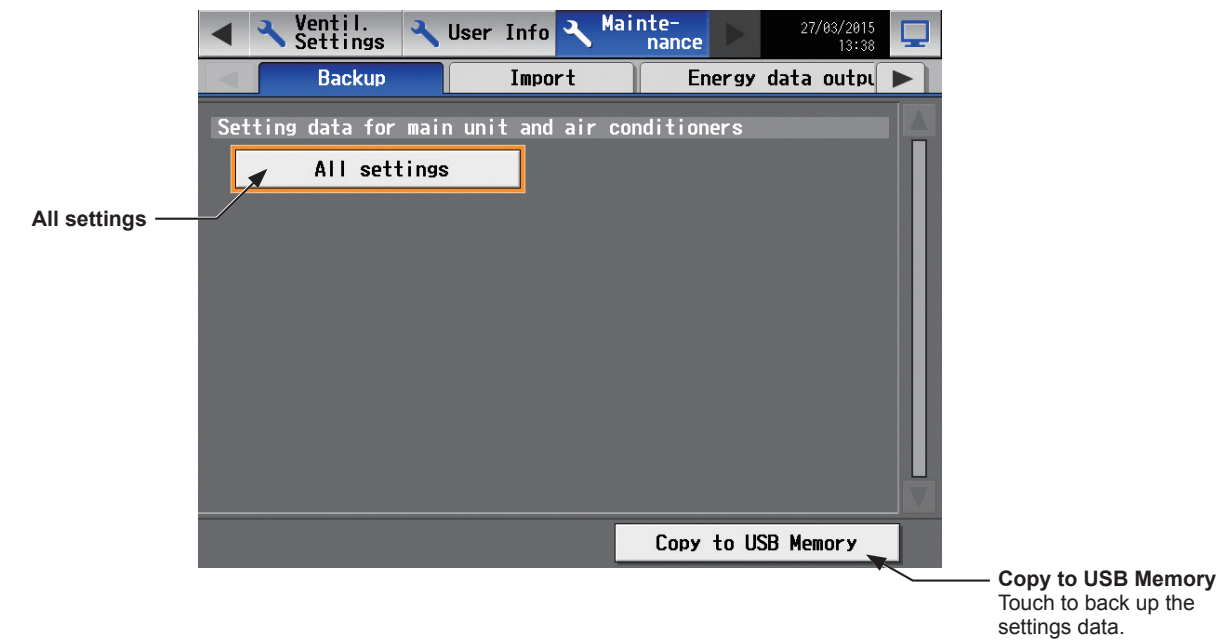 Ventil.
Settings
User Info
Mainte-
nance
27/03/2015
13:38
Backup
Import
Energy data outpu
Setting data for main unit and air conditioners
All settings
All settings
Copy to USB Memory
Copy to USB Memory
Touch to back up the
settings data.